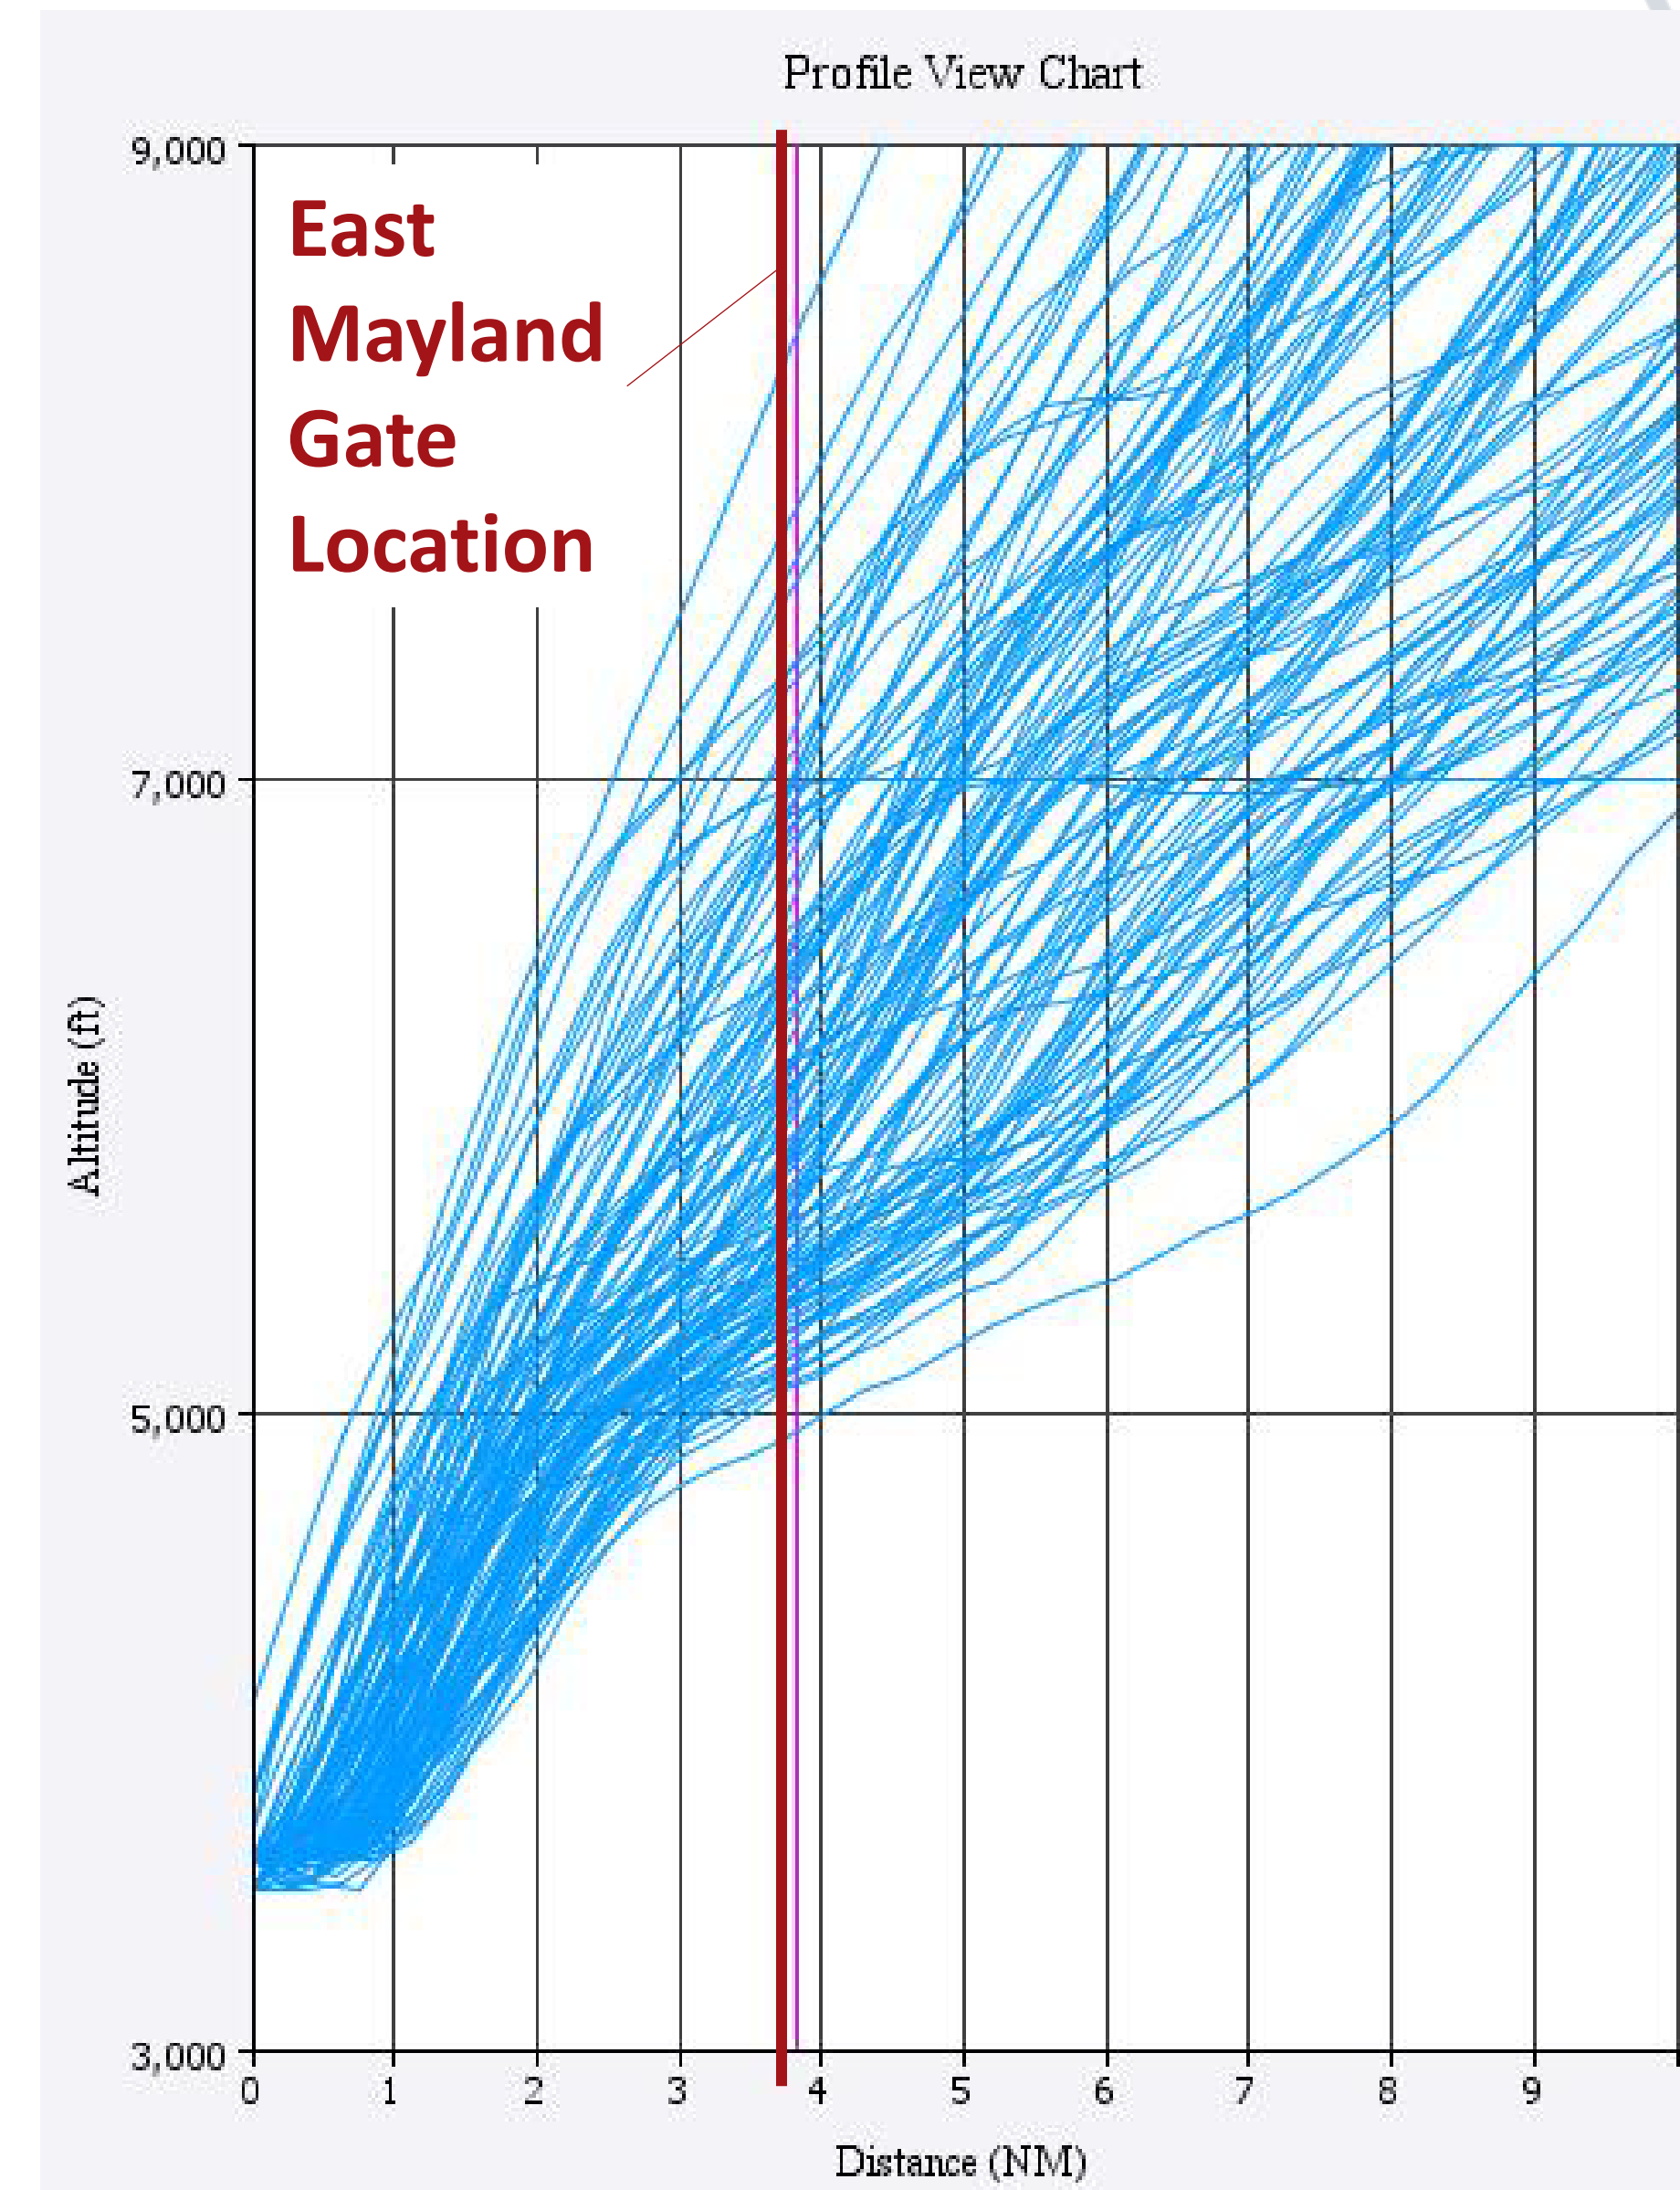 Profile View Chart
9,000
East
Mayland
Gate
Location
7,000
Altitude (ft)
5,000
3,000
0 1 2 3 4 5 6 7 8 9
Distance (NM)